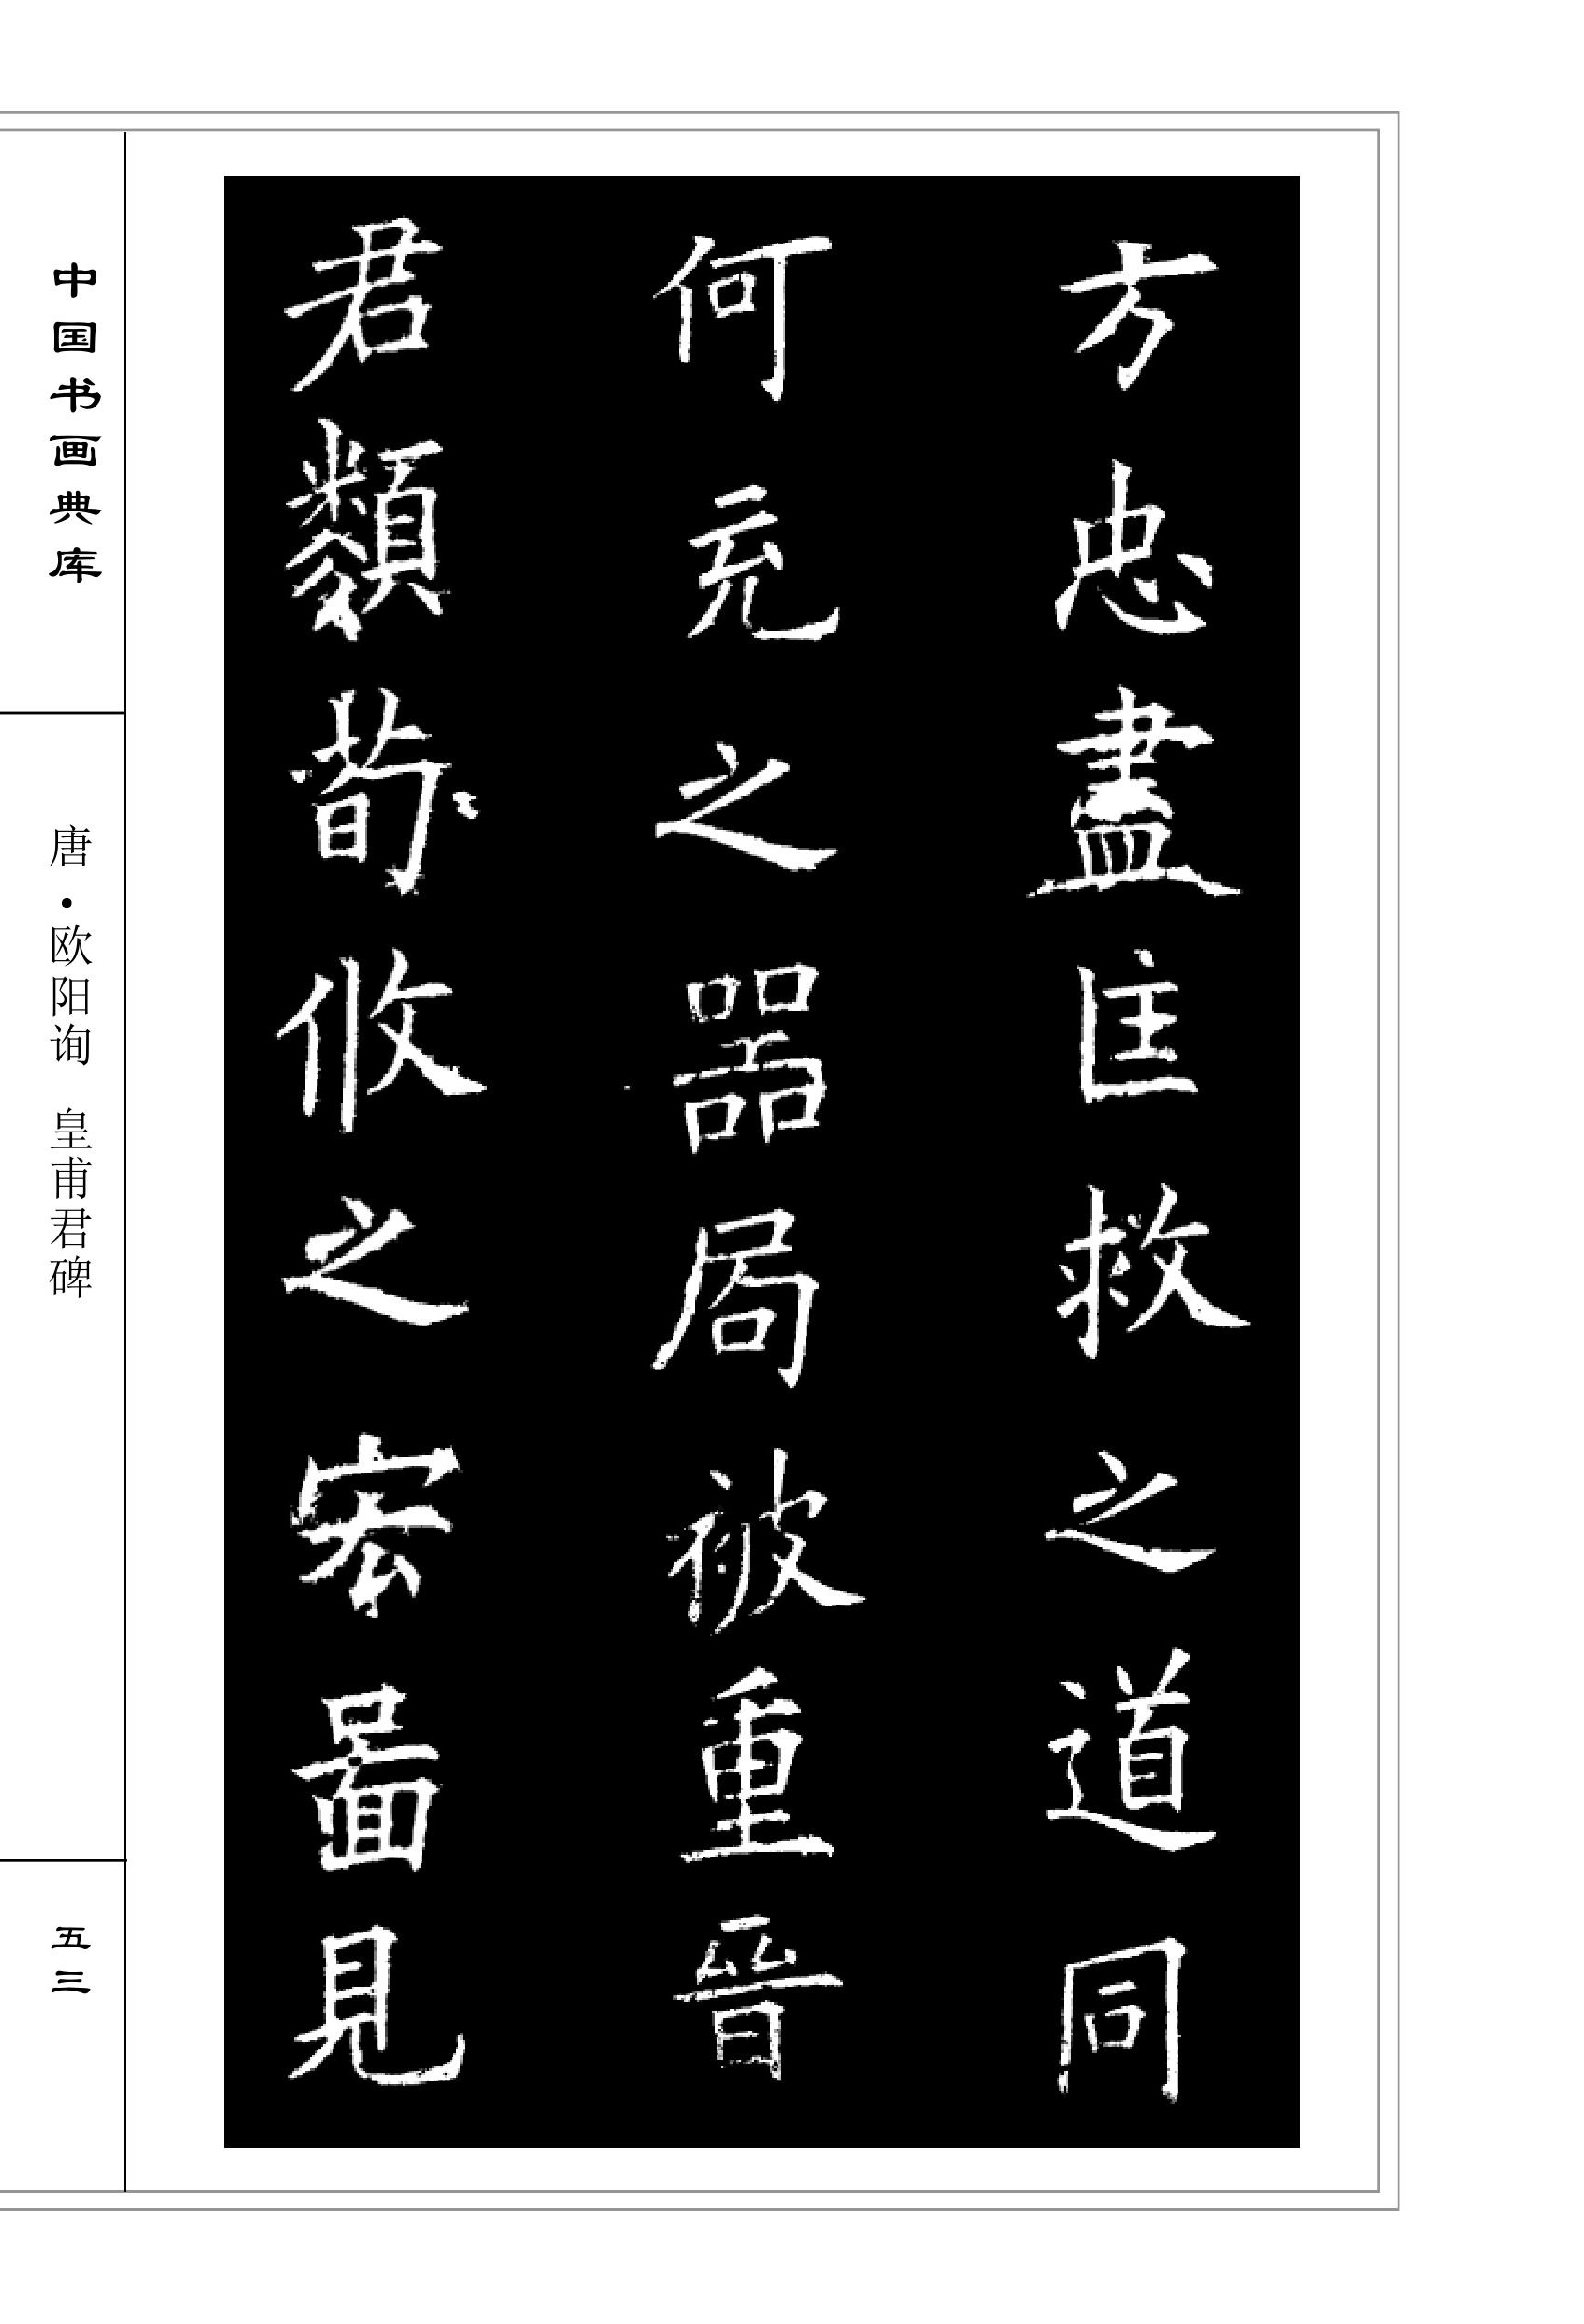 方忠盡匡救之道同
何充之器局被重晉
君類荀攸之宏啚見
中国书画典库
唐·欧阳询 皇甫君碑
五三